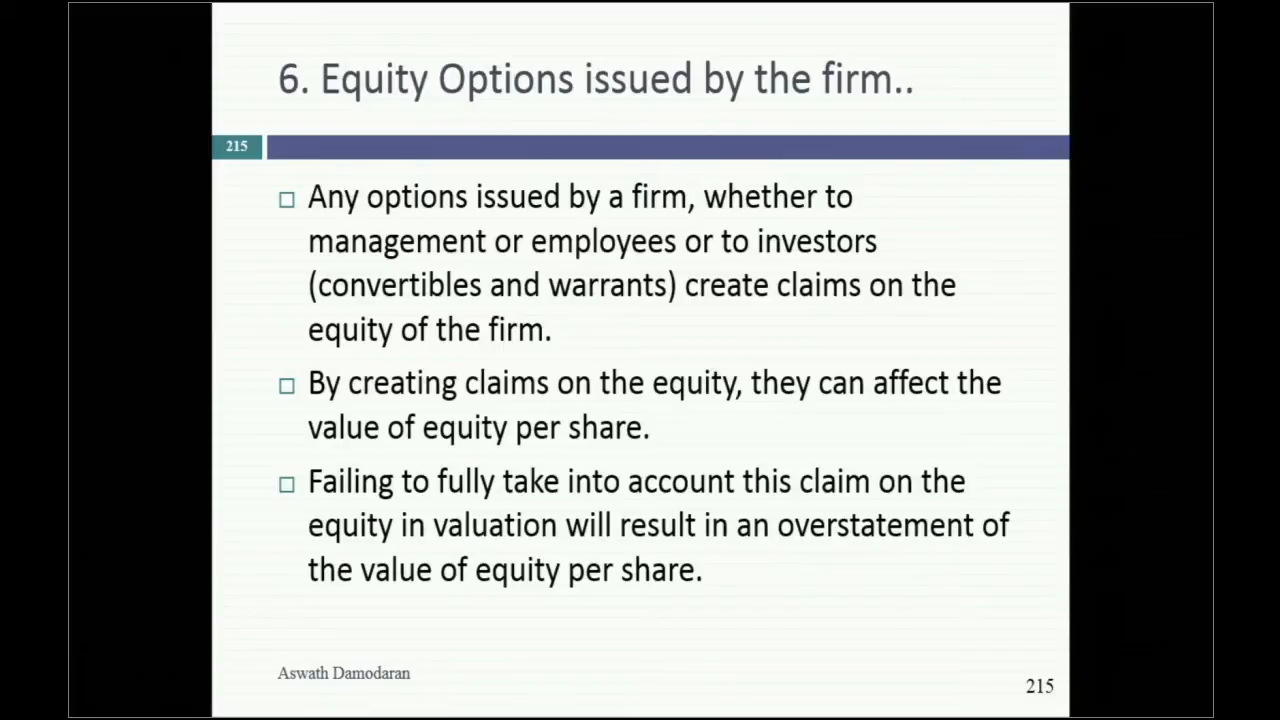 6. Equity Options issued by the firm..
215
Any options issued by a firm, whether to
management or employees or to investors
(convertibles and warrants) create claims on the
equity of the firm.
By creating claims on the equity, they can affect the
value of equity per share.
Failing to fully take into account this claim on the
equity in valuation will result in an overstatement of
the value of equity per share.
Aswath Damodaran
215